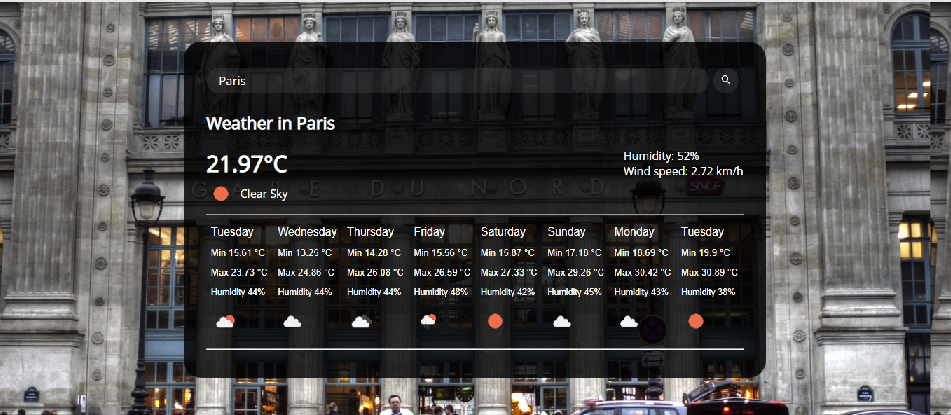 Paris
Weather in Paris
21.97°C
Humidity: 52%
Wind speed: 2.72 km/h
Clear Sky
GARE DU NORD
SNCF
Tuesday Wednesday Thursday Friday Saturday Sunday Monday Tuesday
Min 15.61 °C Min 13.25 °C Min 14.28 °C Min 15.56 °C Min 15.87 °C Min 17.18 °C Min 18.69 °C Min 19.9 °C
Max 23.73 °C Max 24.86 °C Max 26.08 °C Max 26.59 °C Max 27.33 °C Max 29.26 °C Max 30.42 °C Max 30.89 °C
Humidity 44% Humidity 44% Humidity 44% Humidity 48% Humidity 42% Humidity 45% Humidity 43% Humidity 38%